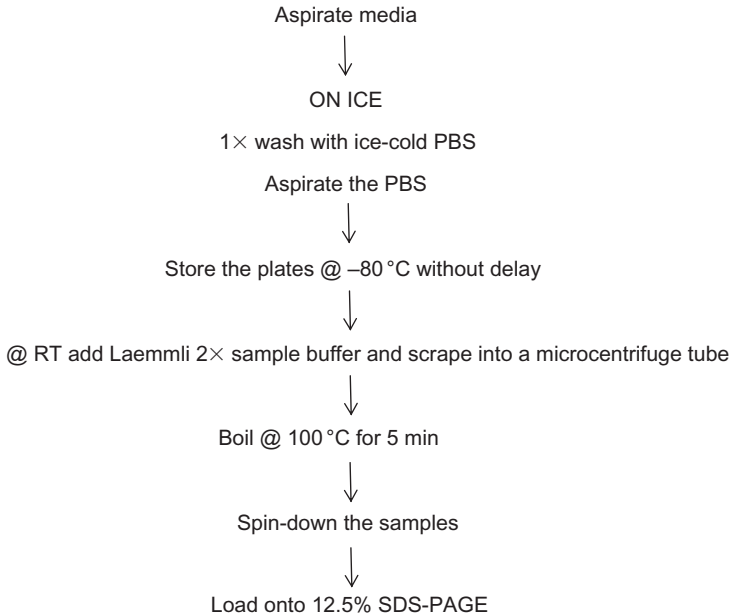 Aspirate media
ON ICE
1× wash with ice-cold PBS
Aspirate the PBS
Store the plates @ –80 °C without delay
@ RT add Laemmli 2× sample buffer and scrape into a microcentrifuge tube
Boil @ 100 °C for 5 min
Spin-down the samples
Load onto 12.5% SDS-PAGE